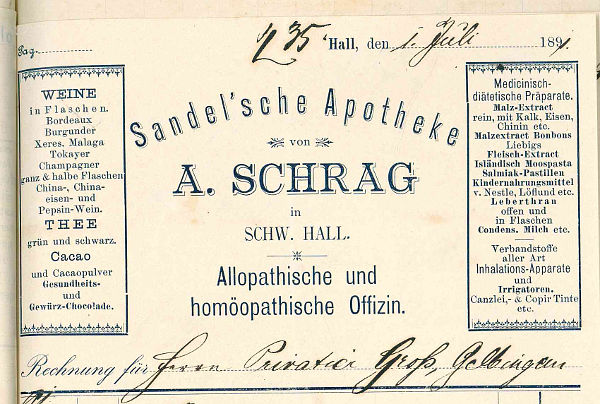 Pag.
235 Hall, den 1. Juli 1891.
WEINE
in Flaschen.
Bordeaux
Burgunder
Xeres. Malaga
Tokayer
Champagner
ganz & halbe Flaschen
China-, China-
eisen- und
Pepsin-Wein.
THEE
grün und schwarz.
Cacao
und Cacaopulver
Gesundheits-
und
Gewürz-Chocolade.
Sandel'sche Apotheke
von
A. SCHRAG
in
SCHW. HALL.
Allopathische und
homöopathische Offizin.
Medicinisch-
diätetische Präparate.
Malz-Extract
rein, mit Kalk, Eisen,
Chinin etc.
Malzextract Bonbons
Liebigs
Fleisch-Extract
Isländisch Moospasta
Salmiak-Pastillen
Kindernahrungsmittel
v. Nestle, Löflund etc.
Leberthran
offen und
in Flaschen
Condens. Milch etc.
Verbandstoffe
aller Art
Inhalations-Apparate
und
Irrigatoren.
Canzlei,- & Copir Tinte
etc.
Rechnung für Herrn Privatier Groß, Gelbingen